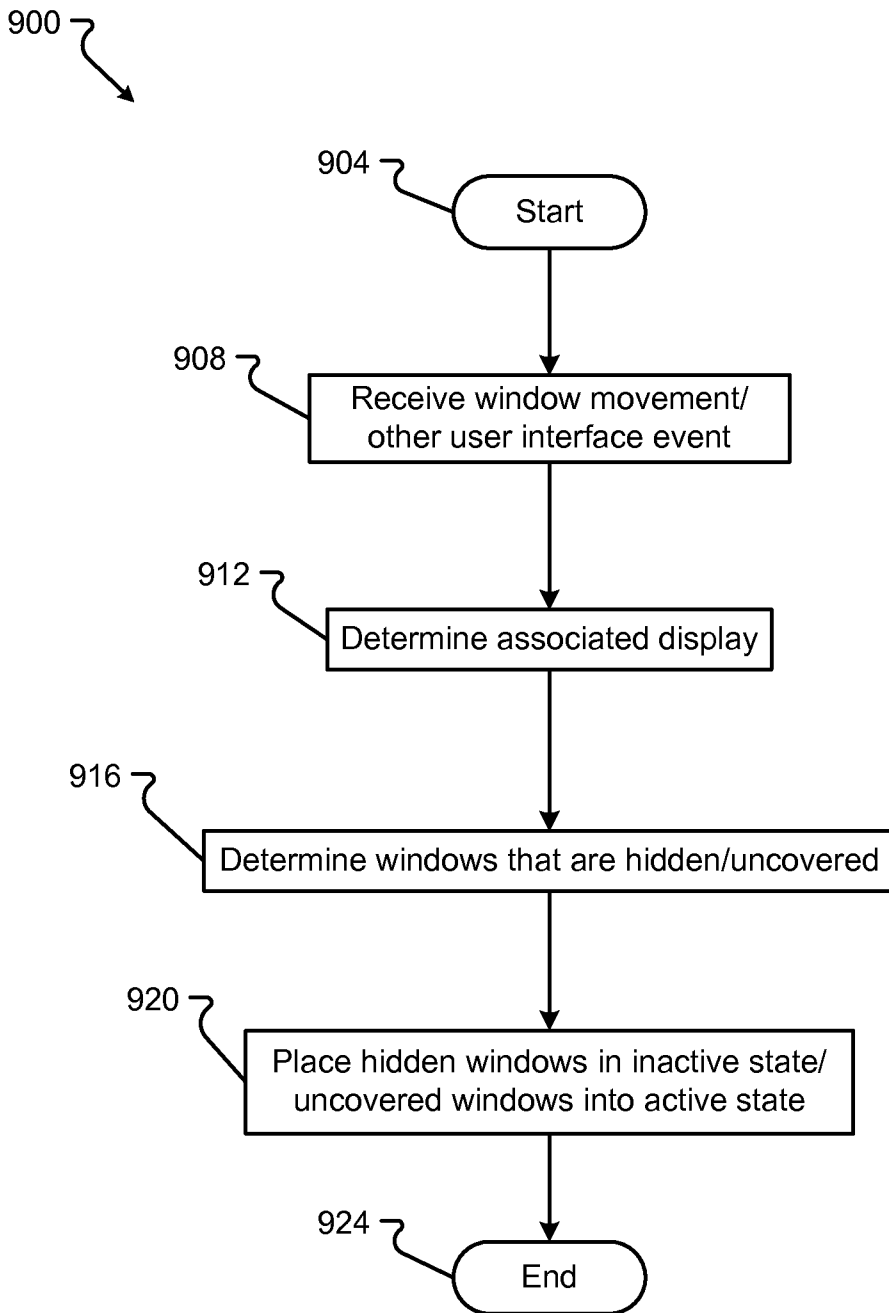 900
904
Start
908
Receive window movement/
other user interface event
912
Determine associated display
916
Determine windows that are hidden/uncovered
920
Place hidden windows in inactive state/
uncovered windows into active state
924
End